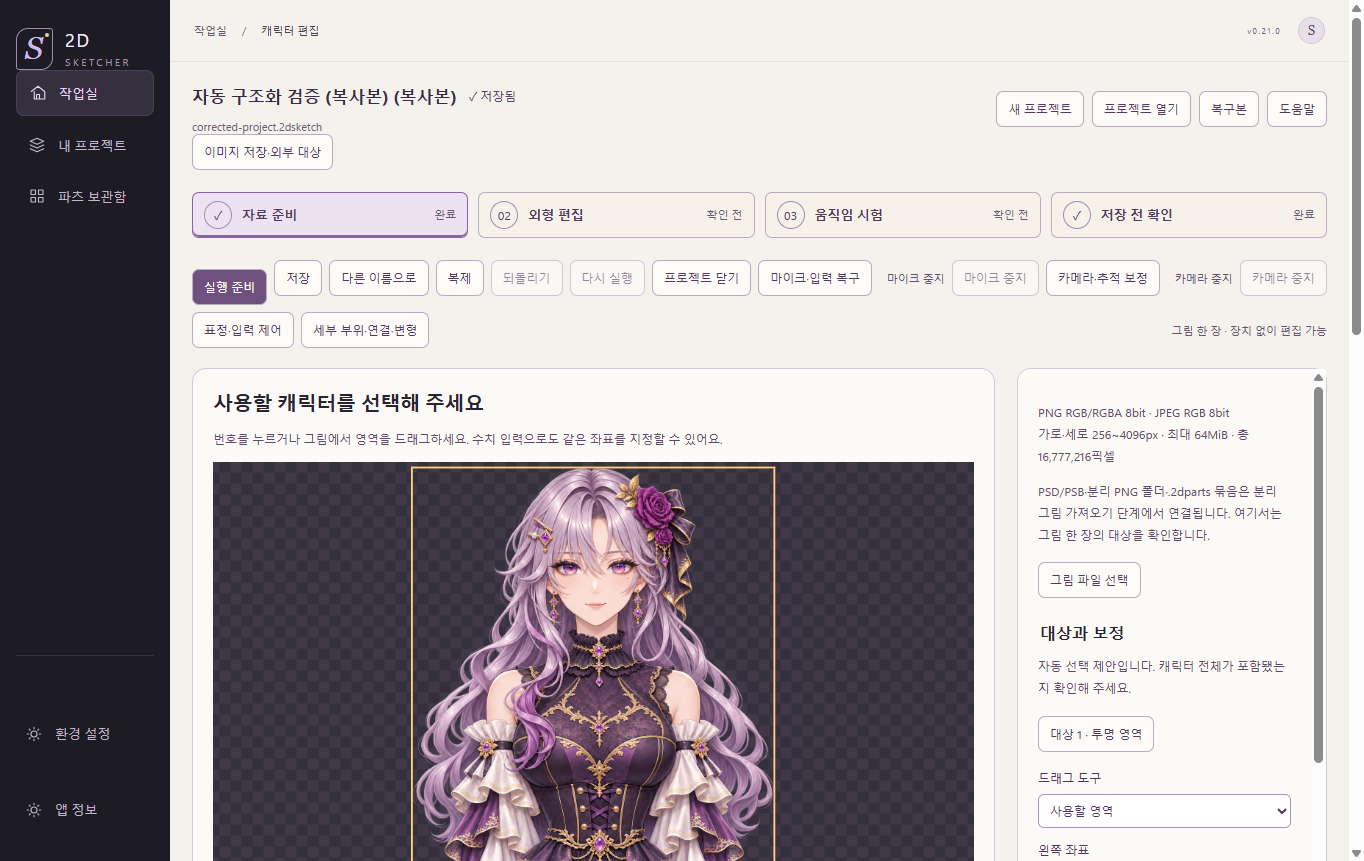 S
2D
SKETCHER
작업실
내 프로젝트
파츠 보관함
환경 설정
앱 정보
작업실 / 캐릭터 편집
v0.21.0
S
자동 구조화 검증 (복사본) (복사본) ✓ 저장됨
corrected-project.2dsketch
이미지 저장·외부 대상
새 프로젝트
프로젝트 열기
복구본
도움말
✓ 자료 준비 완료
02 외형 편집 확인 전
03 움직임 시험 확인 전
✓ 저장 전 확인 완료
실행 준비
저장
다른 이름으로
복제
되돌리기
다시 실행
프로젝트 닫기
마이크·입력 복구
마이크 중지
마이크 중지
카메라·추적 보정
카메라 중지
카메라 중지
표정·입력 제어
세부 부위·연결·변형
그림 한 장 · 장치 없이 편집 가능
사용할 캐릭터를 선택해 주세요
번호를 누르거나 그림에서 영역을 드래그하세요. 수치 입력으로도 같은 좌표를 지정할 수 있어요.
PNG RGB/RGBA 8bit · JPEG RGB 8bit
가로·세로 256~4096px · 최대 64MiB · 총
16,777,216픽셀
PSD/PSB·분리 PNG 폴더·.2dparts 묶음은 분리
그림 가져오기 단계에서 연결됩니다. 여기서는
그림 한 장의 대상을 확인합니다.
그림 파일 선택
대상과 보정
자동 선택 제안입니다. 캐릭터 전체가 포함됐는
지 확인해 주세요.
대상 1 · 투명 영역
드래그 도구
사용할 영역
왼쪽 좌표